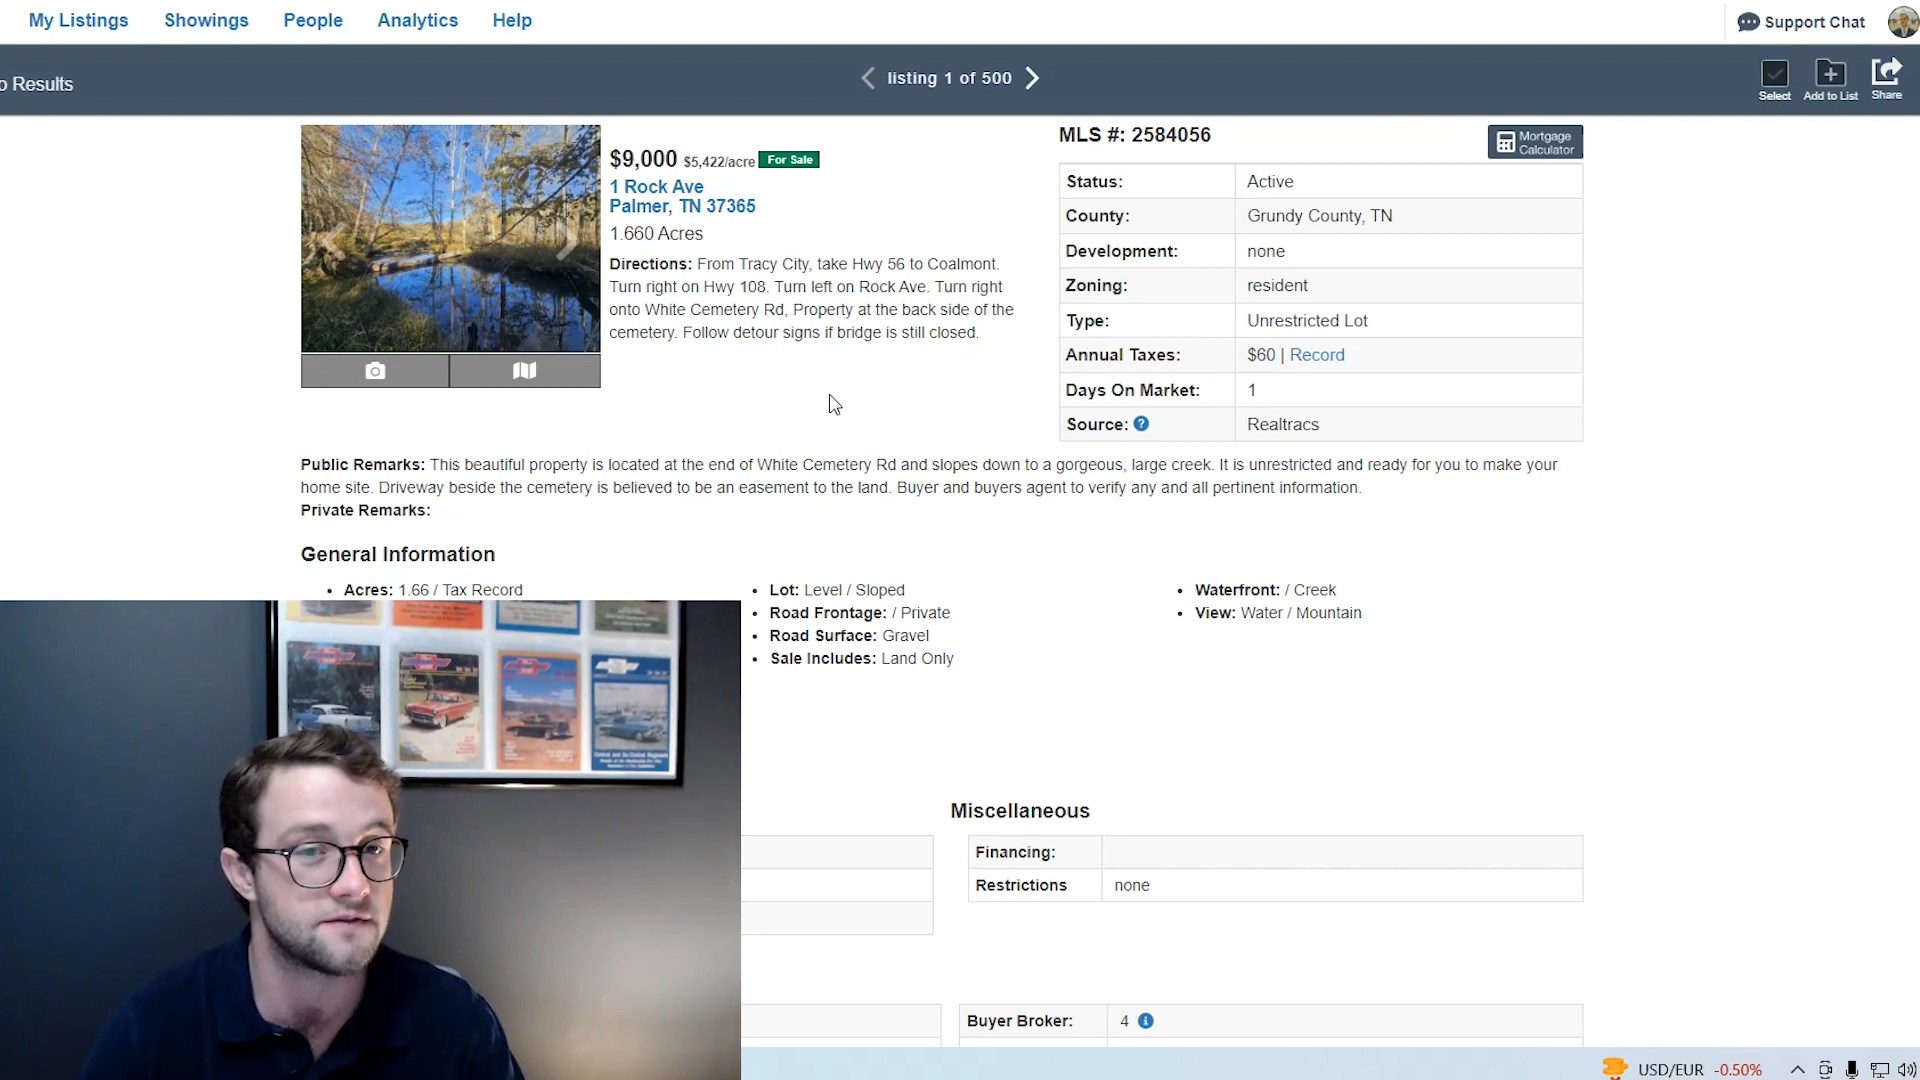 My Listings Showings People Analytics Help
Support Chat
o Results
listing 1 of 500
Select Add to List Share
$9,000 $5,422/acre For Sale
1 Rock Ave
Palmer, TN 37365
1.660 Acres
Directions: From Tracy City, take Hwy 56 to Coalmont.
Turn right on Hwy 108. Turn left on Rock Ave. Turn right
onto White Cemetery Rd, Property at the back side of the
cemetery. Follow detour signs if bridge is still closed.
MLS #: 2584056
Mortgage
Calculator
Status: Active
County: Grundy County, TN
Development: none
Zoning: resident
Type: Unrestricted Lot
Annual Taxes: $60 | Record
Days On Market: 1
Source: ? Realtracs
Public Remarks: This beautiful property is located at the end of White Cemetery Rd and slopes down to a gorgeous, large creek. It is unrestricted and ready for you to make your
home site. Driveway beside the cemetery is believed to be an easement to the land. Buyer and buyers agent to verify any and all pertinent information.
Private Remarks:
General Information
• Acres: 1.66 / Tax Record
• Lot: Level / Sloped
• Road Frontage: / Private
• Road Surface: Gravel
• Sale Includes: Land Only
• Waterfront: / Creek
• View: Water / Mountain
Miscellaneous
Financing:
Restrictions none
Buyer Broker: 4 i
USD/EUR -0.50%